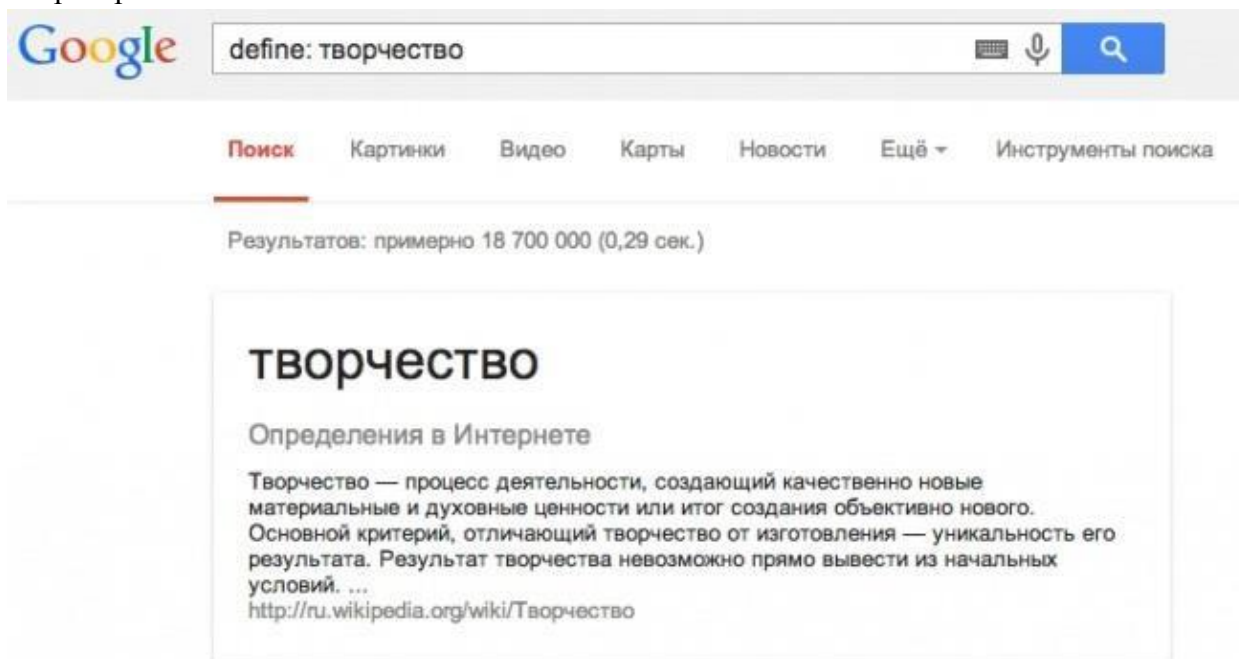 Google
define: творчество
Поиск Картинки Видео Карты Новости Ещё Инструменты поиска
Результатов: примерно 18 700 000 (0,29 сек.)
творчество
Определения в Интернете
Творчество — процесс деятельности, создающий качественно новые
материальные и духовные ценности или итог создания объективно нового.
Основной критерий, отличающий творчество от изготовления — уникальность его
результата. Результат творчества невозможно прямо вывести из начальных
условий. ...
http://ru.wikipedia.org/wiki/Творчество